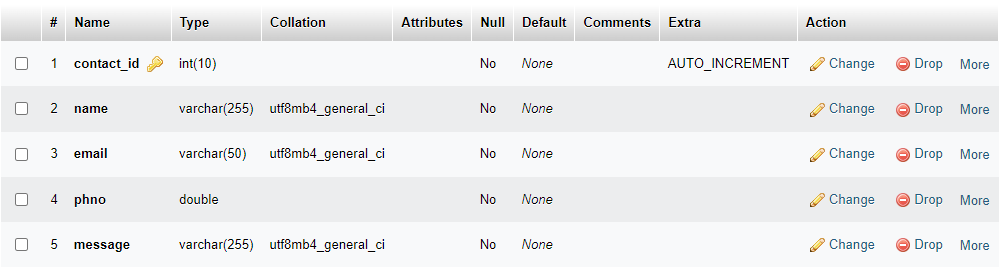 # Name Type Collation Attributes Null Default Comments Extra Action
1 contact_id int(10) No None AUTO_INCREMENT Change Drop More
2 name varchar(255) utf8mb4_general_ci No None Change Drop More
3 email varchar(50) utf8mb4_general_ci No None Change Drop More
4 phno double No None Change Drop More
5 message varchar(255) utf8mb4_general_ci No None Change Drop More